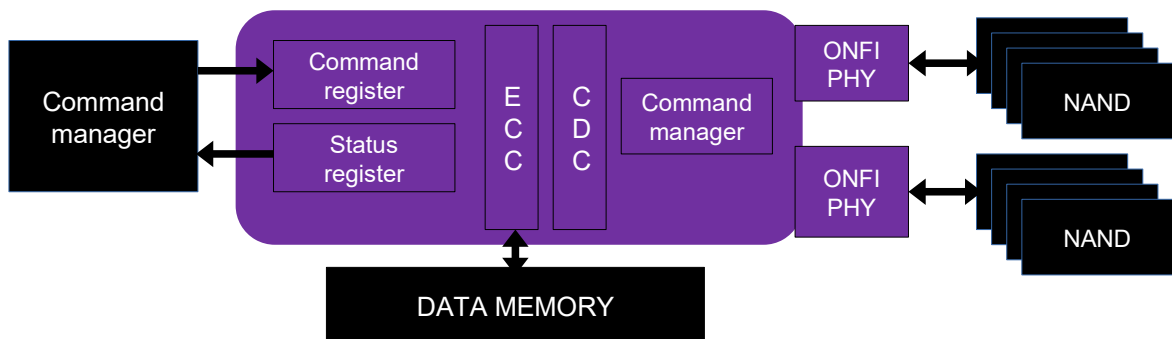 Command
manager
Command
register
Status
register
E
C
C
C
D
C
Command
manager
ONFI
PHY
ONFI
PHY
NAND
NAND
DATA MEMORY